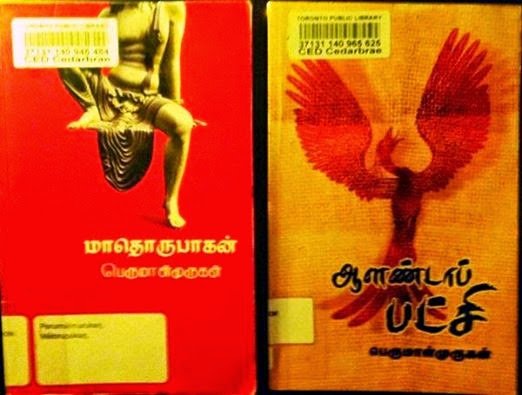 TORONTO PUBLIC LIBRARY
37131 140 946 484
CED Cedarbrae
மாதொருபாகன்
பெருமாள்முருகன்
TORONTO PUBLIC LIBRARY
37131 140 965 625
CED Cedarbrae
ஆளண்டாப்
பட்சி
பெருமாள்முருகன்